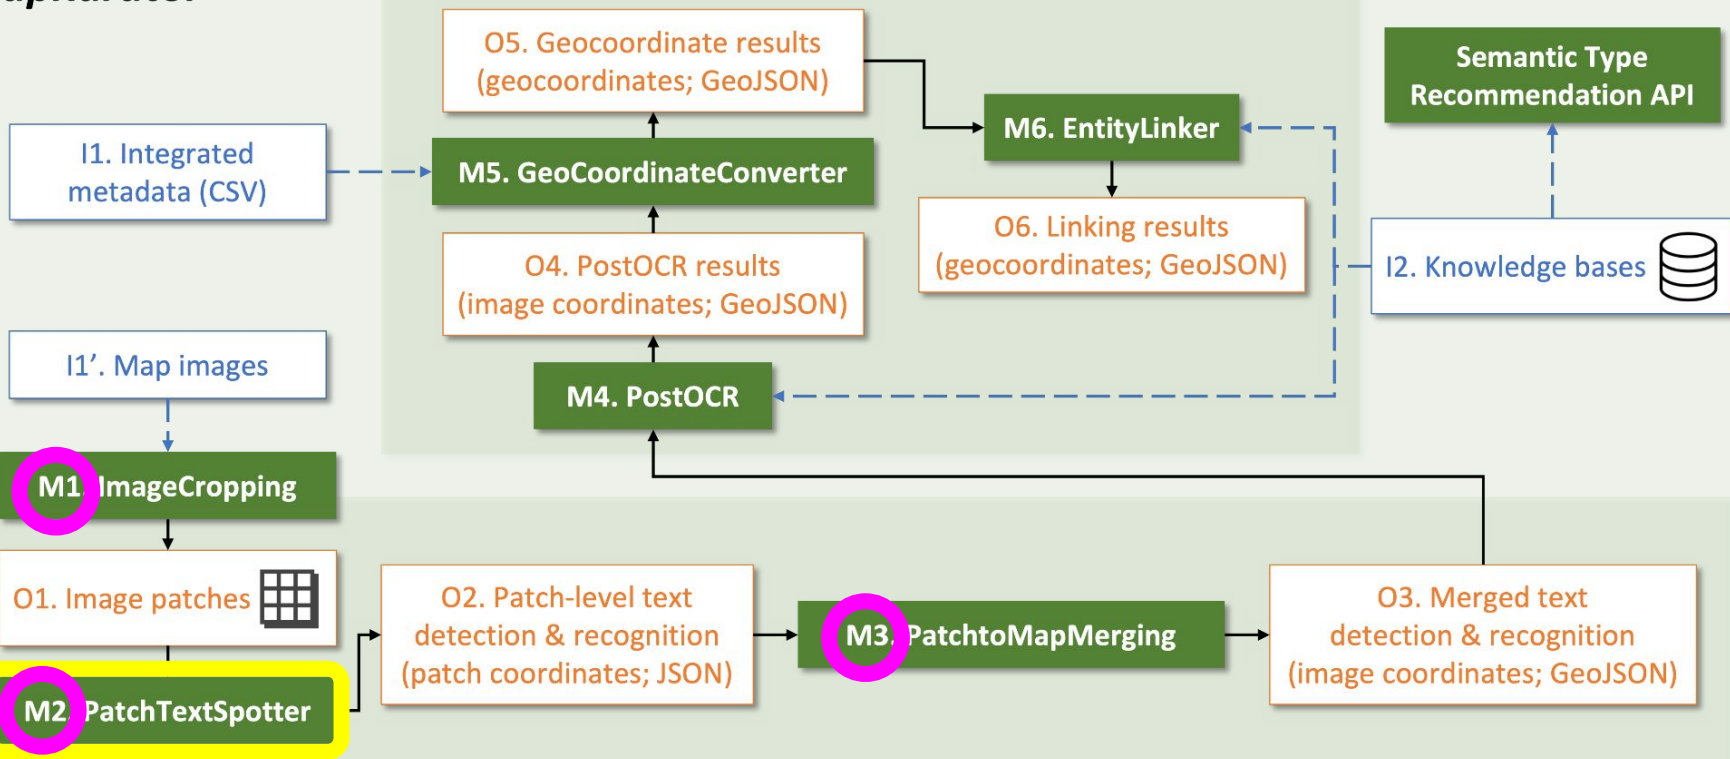 O5. Geocoordinate results
(geocoordinates; GeoJSON)
Semantic Type
Recommendation API
M6. EntityLinker
I1. Integrated
metadata (CSV)
M5. GeoCoordinateConverter
O6. Linking results
(geocoordinates; GeoJSON)
O4. PostOCR results
(image coordinates; GeoJSON)
I2. Knowledge bases
I1’. Map images
M4. PostOCR
M1. ImageCropping
O1. Image patches
O2. Patch-level text
detection & recognition
(patch coordinates; JSON)
M3. PatchtoMapMerging
O3. Merged text
detection & recognition
(image coordinates; GeoJSON)
M2. PatchTextSpotter